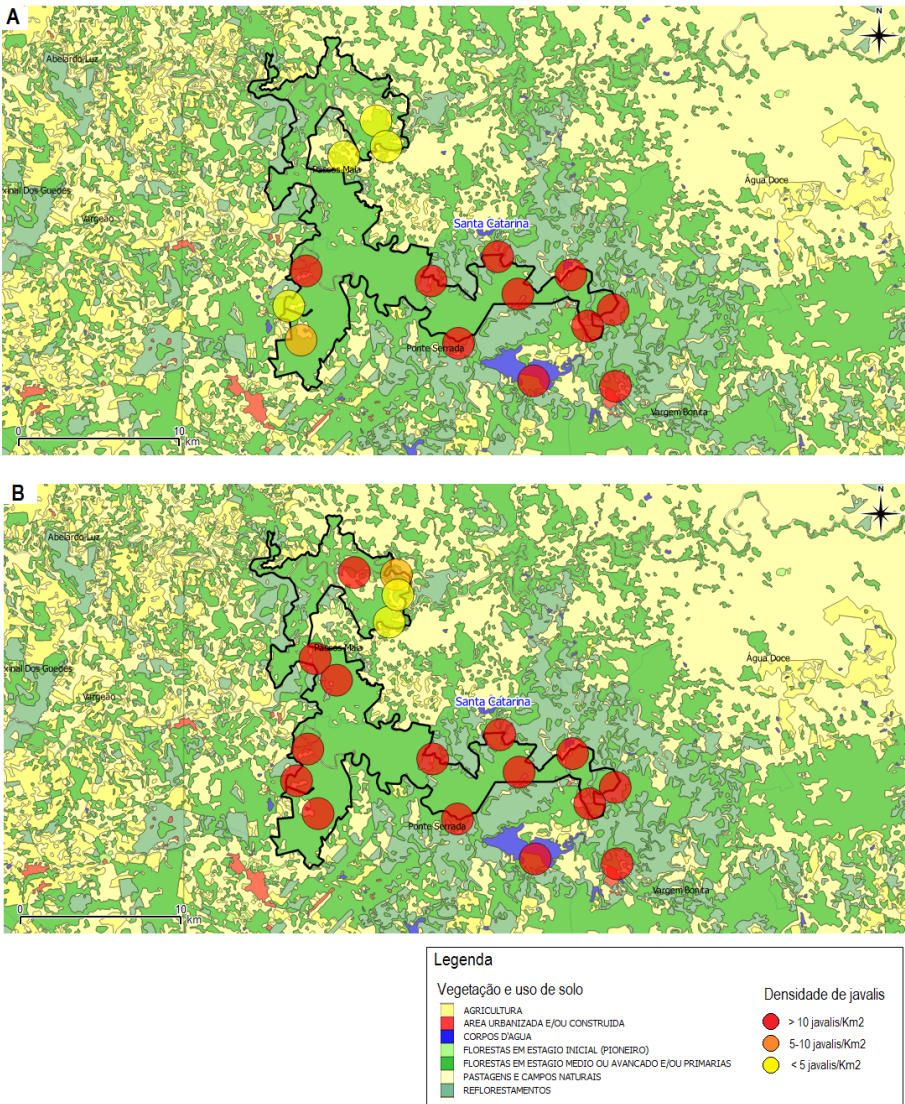 A
N
Abelardo Luz
Passos Maia
xinal Dos Guedes
Água Doce
Vargeão
Santa Catarina
Ponte Serrada
Vargem Bonita
0 10
km
B
N
Abelardo Luz
Passos Maia
xinal Dos Guedes
Água Doce
Vargeão
Santa Catarina
Ponte Serrada
Vargem Bonita
0 10
km
Legenda
Vegetação e uso de solo
AGRICULTURA
AREA URBANIZADA E/OU CONSTRUIDA
CORPOS D'AGUA
FLORESTAS EM ESTAGIO INICIAL (PIONEIRO)
FLORESTAS EM ESTAGIO MEDIO OU AVANCADO E/OU PRIMARIAS
PASTAGENS E CAMPOS NATURAIS
REFLORESTAMENTOS
Densidade de javalis
> 10 javalis/Km2
5-10 javalis/Km2
< 5 javalis/Km2